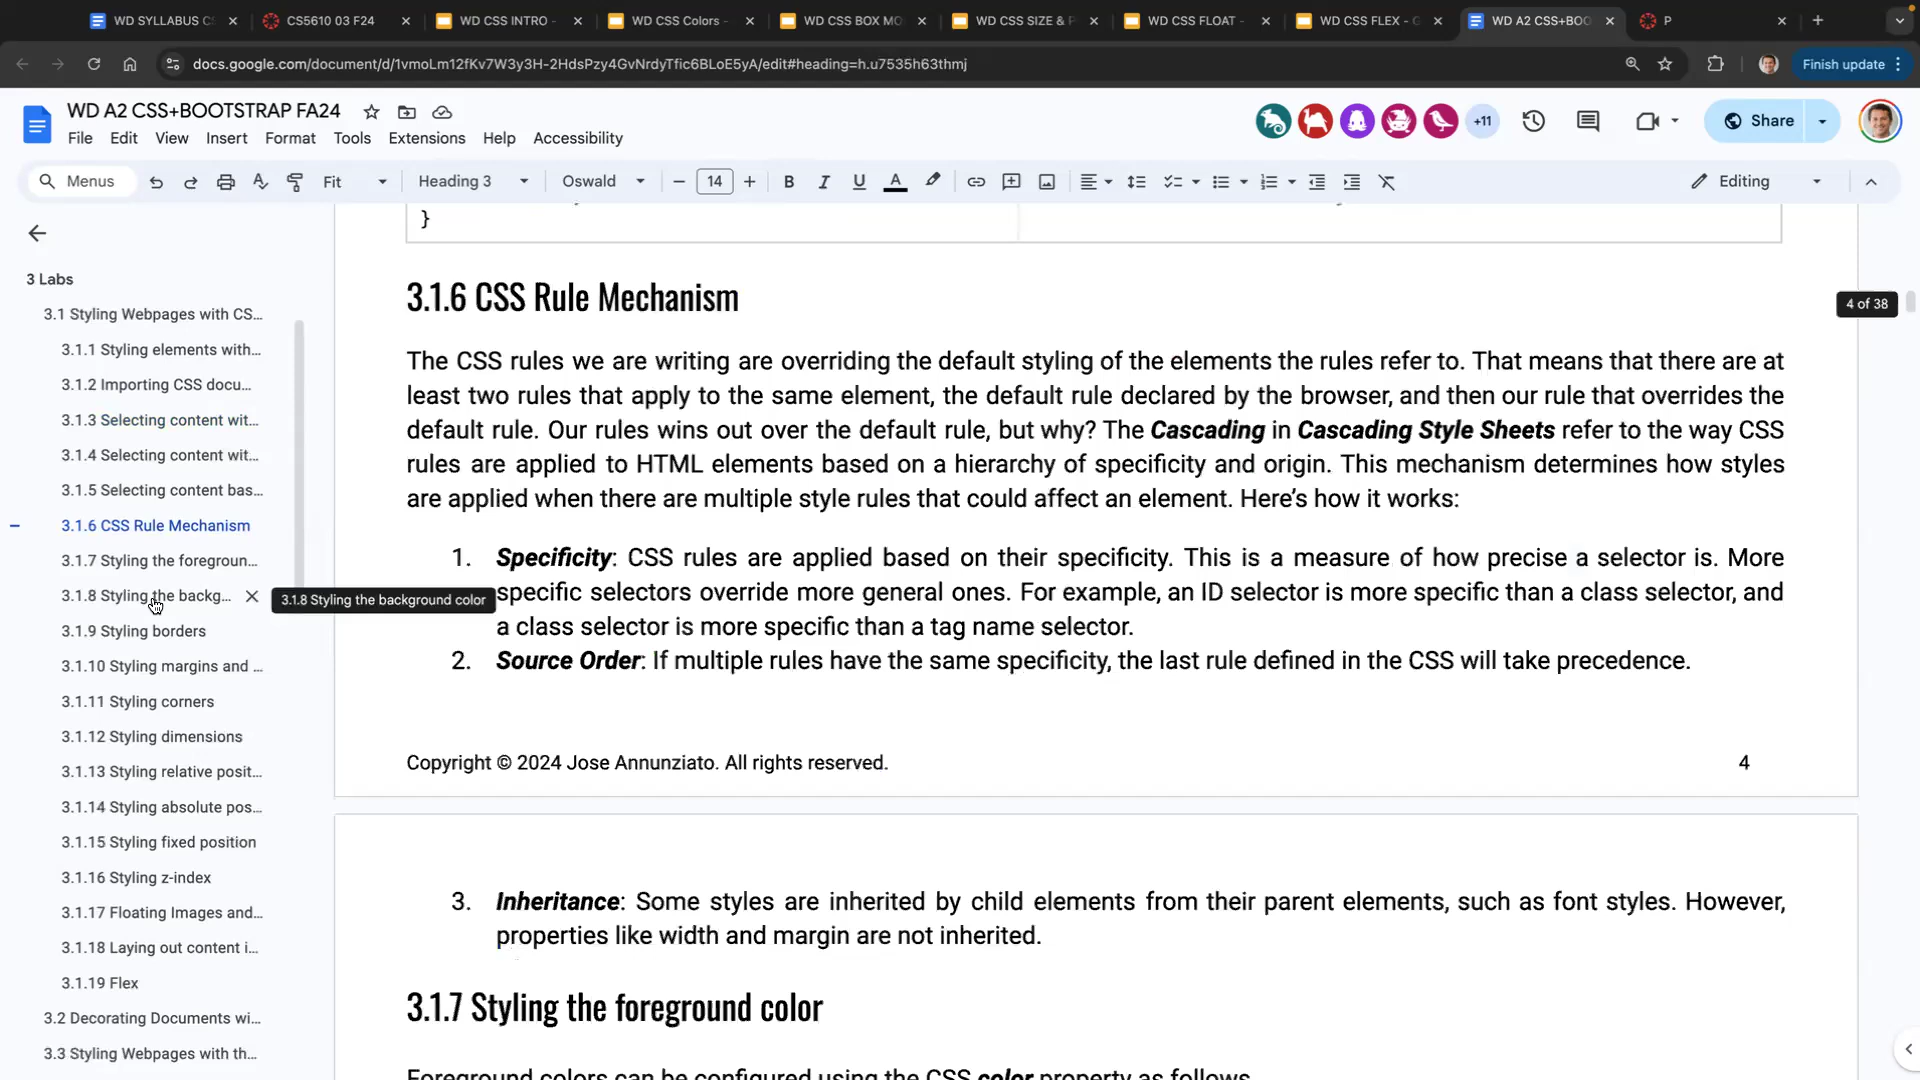 WD SYLLABUS CS
CS5610 03 F24
WD CSS INTRO -
WD CSS Colors -
WD CSS BOX MO
WD CSS SIZE & P
WD CSS FLOAT -
WD CSS FLEX - G
WD A2 CSS+BOO
P
docs.google.com/document/d/1vmoLm12fKv7W3y3H-2HdsPzy4GvNrdyTfic6BLoE5yA/edit#heading=h.u7535h63thmj
Finish update
WD A2 CSS+BOOTSTRAP FA24
File Edit View Insert Format Tools Extensions Help Accessibility
+11
Share
Menus
Fit
Heading 3
Oswald
14
B I U A
Editing
3 Labs
3.1 Styling Webpages with CS...
3.1.1 Styling elements with...
3.1.2 Importing CSS docu...
3.1.3 Selecting content wit...
3.1.4 Selecting content wit...
3.1.5 Selecting content bas...
3.1.6 CSS Rule Mechanism
3.1.7 Styling the foregroun...
3.1.8 Styling the backg...
3.1.8 Styling the background color
3.1.9 Styling borders
3.1.10 Styling margins and ...
3.1.11 Styling corners
3.1.12 Styling dimensions
3.1.13 Styling relative posit...
3.1.14 Styling absolute pos...
3.1.15 Styling fixed position
3.1.16 Styling z-index
3.1.17 Floating Images and...
3.1.18 Laying out content i...
3.1.19 Flex
3.2 Decorating Documents wi...
3.3 Styling Webpages with th...
}
3.1.6 CSS Rule Mechanism
4 of 38
The CSS rules we are writing are overriding the default styling of the elements the rules refer to. That means that there are at
least two rules that apply to the same element, the default rule declared by the browser, and then our rule that overrides the
default rule. Our rules wins out over the default rule, but why? The Cascading in Cascading Style Sheets refer to the way CSS
rules are applied to HTML elements based on a hierarchy of specificity and origin. This mechanism determines how styles
are applied when there are multiple style rules that could affect an element. Here's how it works:
1. Specificity: CSS rules are applied based on their specificity. This is a measure of how precise a selector is. More
specific selectors override more general ones. For example, an ID selector is more specific than a class selector, and
a class selector is more specific than a tag name selector.
2. Source Order: If multiple rules have the same specificity, the last rule defined in the CSS will take precedence.
Copyright © 2024 Jose Annunziato. All rights reserved.
4
3. Inheritance: Some styles are inherited by child elements from their parent elements, such as font styles. However,
properties like width and margin are not inherited.
3.1.7 Styling the foreground color
Foreground colors can be configured using the CSS color property as follows